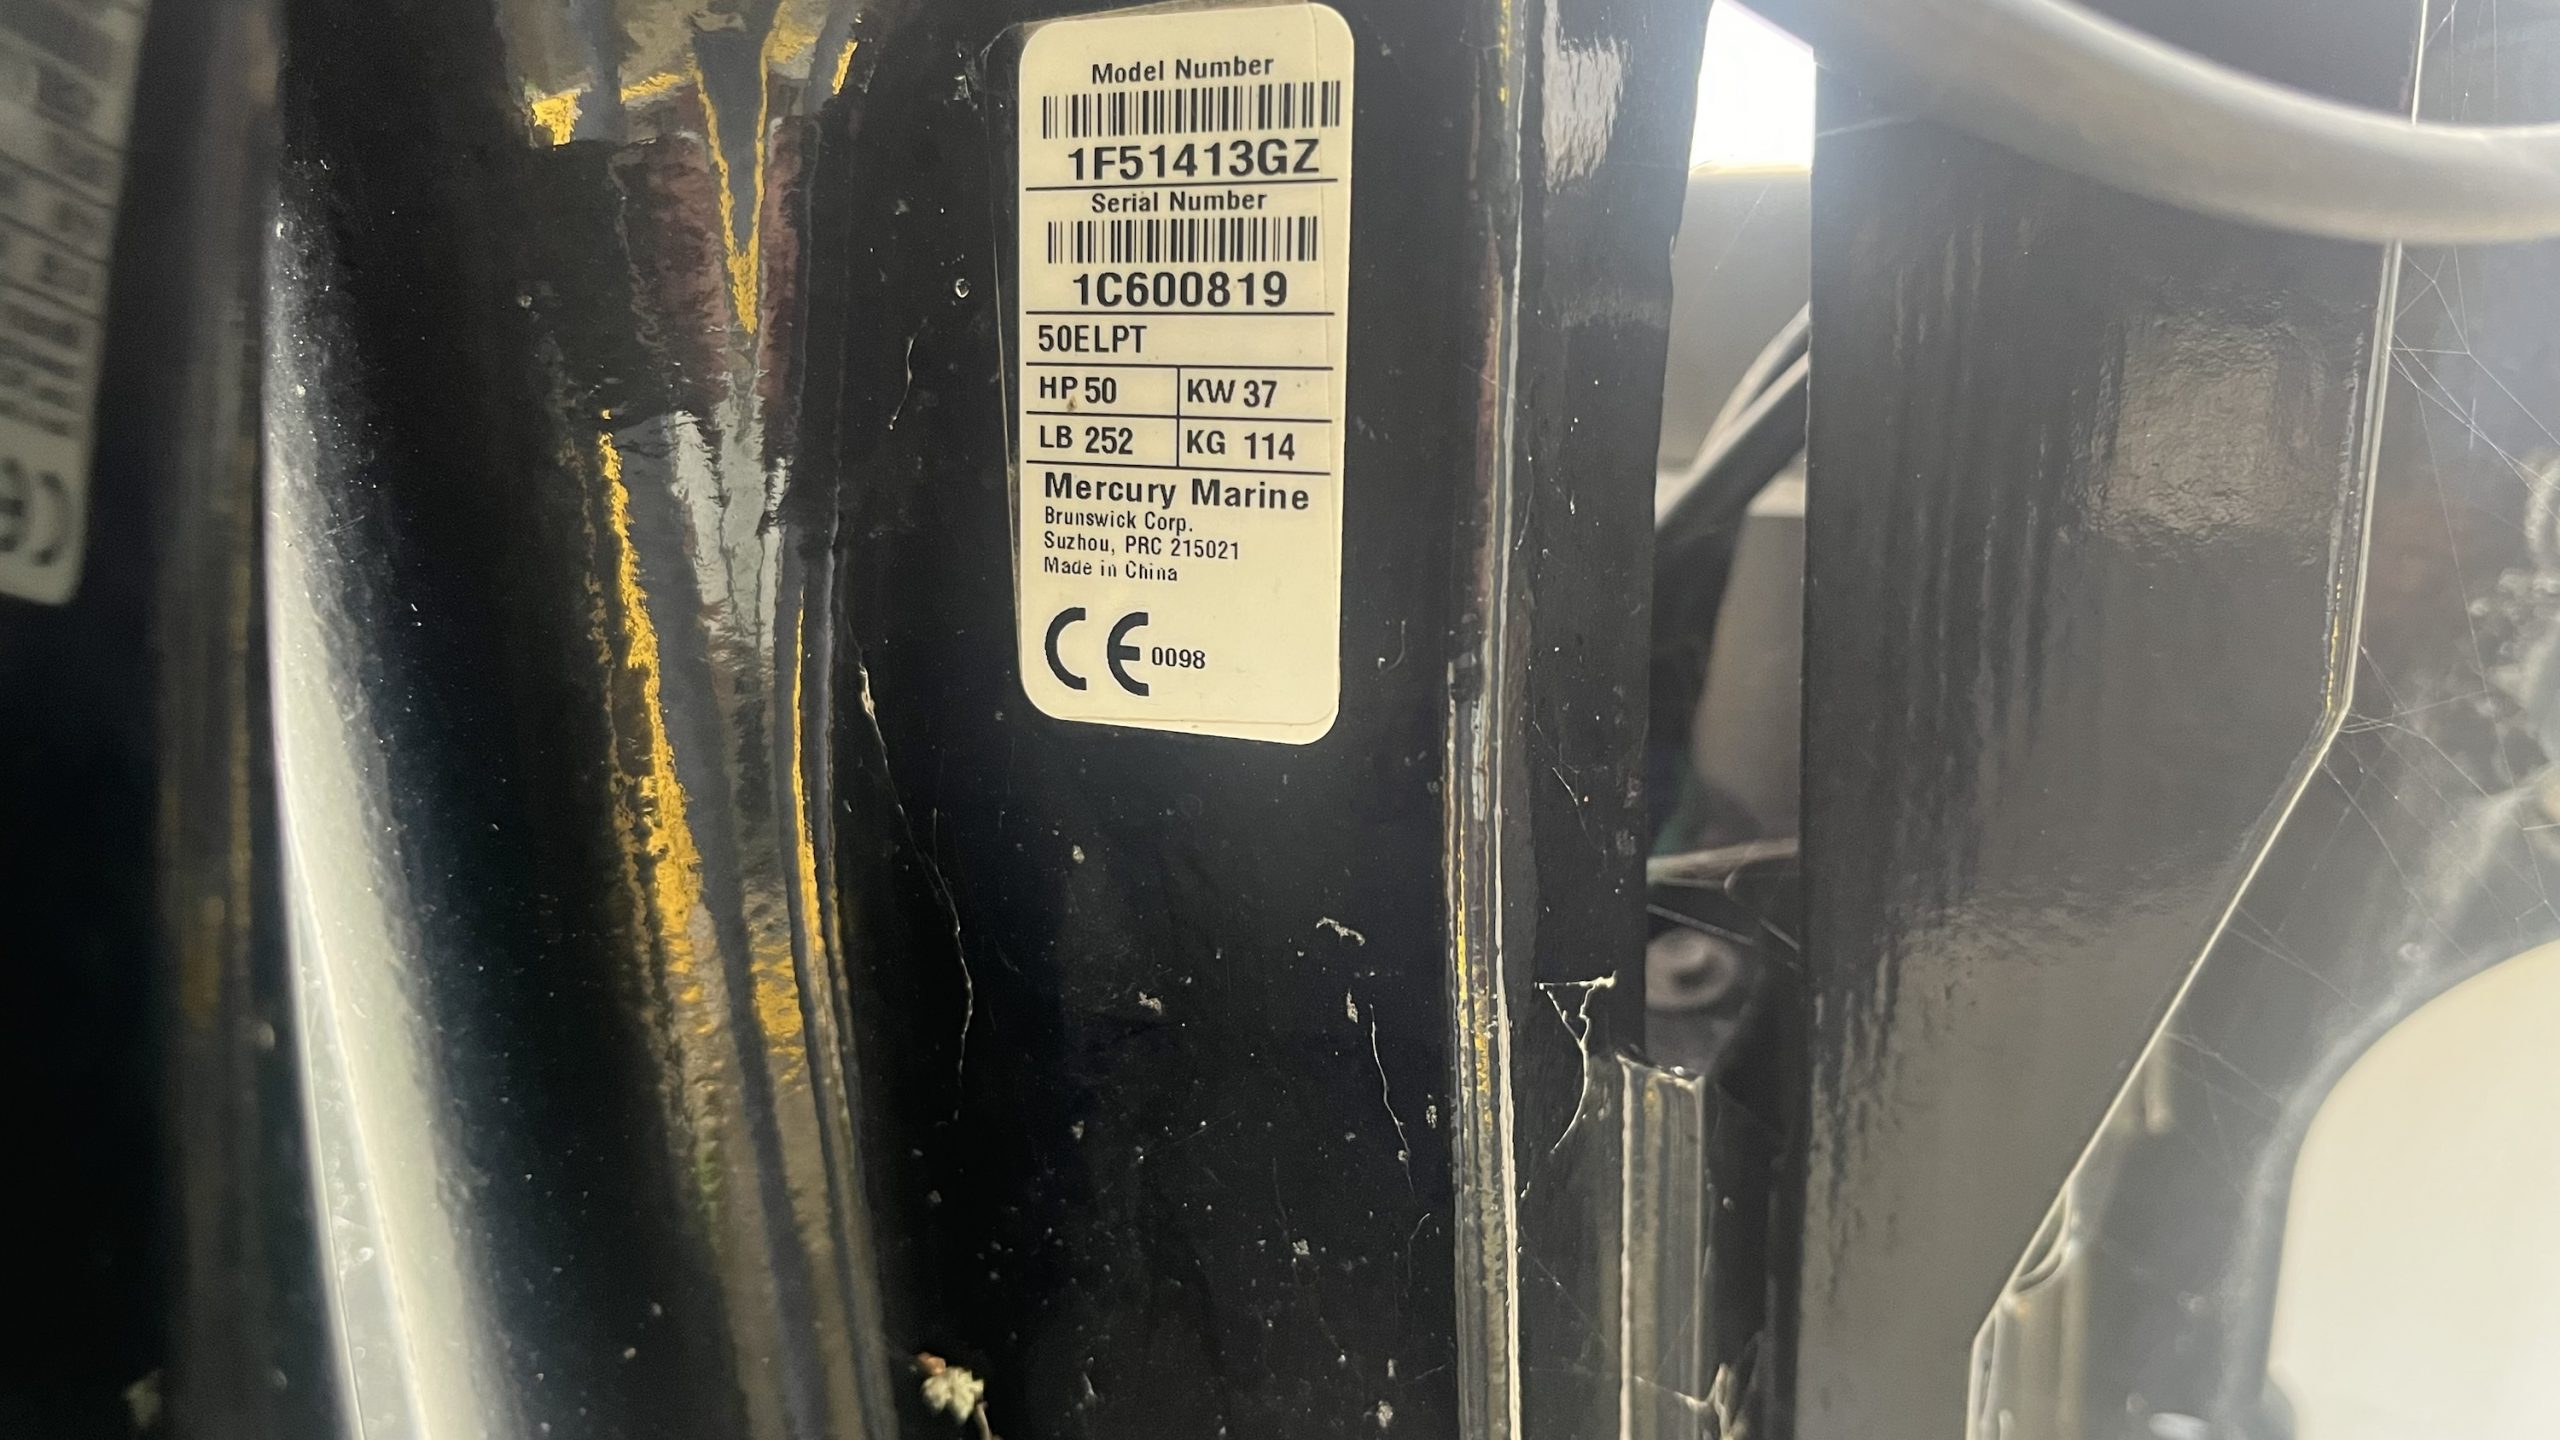 Model Number
1F51413GZ
Serial Number
1C600819
50ELPT
HP 50 KW 37
LB 252 KG 114
Mercury Marine
Brunswick Corp.
Suzhou, PRC 215021
Made in China
CE 0098